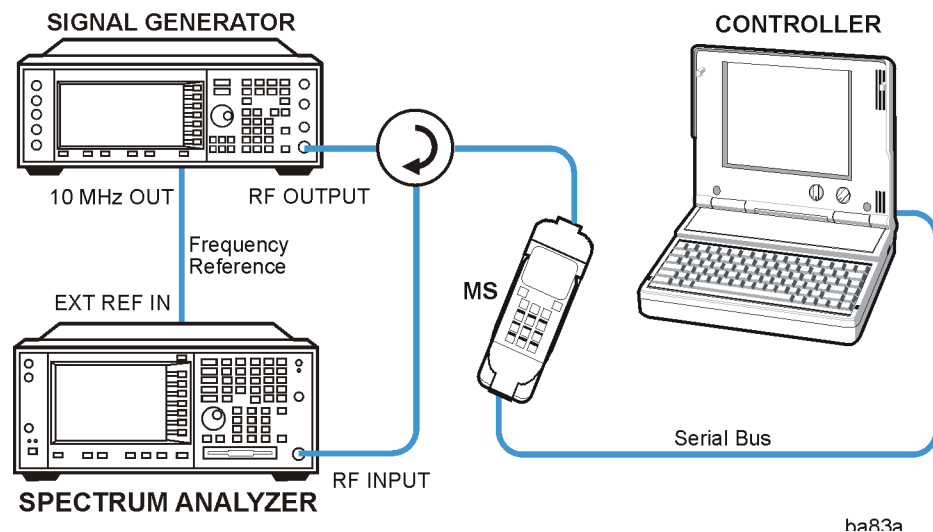 SIGNAL GENERATOR
CONTROLLER
10 MHz OUT
RF OUTPUT
Frequency
Reference
MS
EXT REF IN
Serial Bus
RF INPUT
SPECTRUM ANALYZER
ba83a